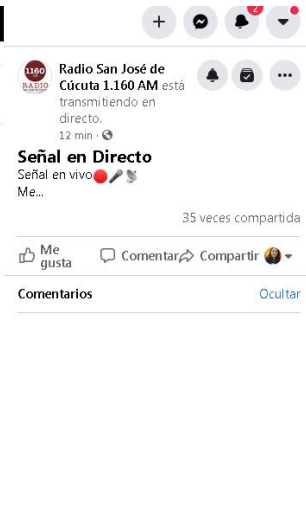 2
1160
RADIO
Radio San José de
Cúcuta 1.160 AM está
transmitiendo en
directo.
12 min ·
Señal en Directo
Señal en vivo🔴🎤📡
Me...
35 veces compartida
Me gusta
Comentar
Compartir
Comentarios
Ocultar